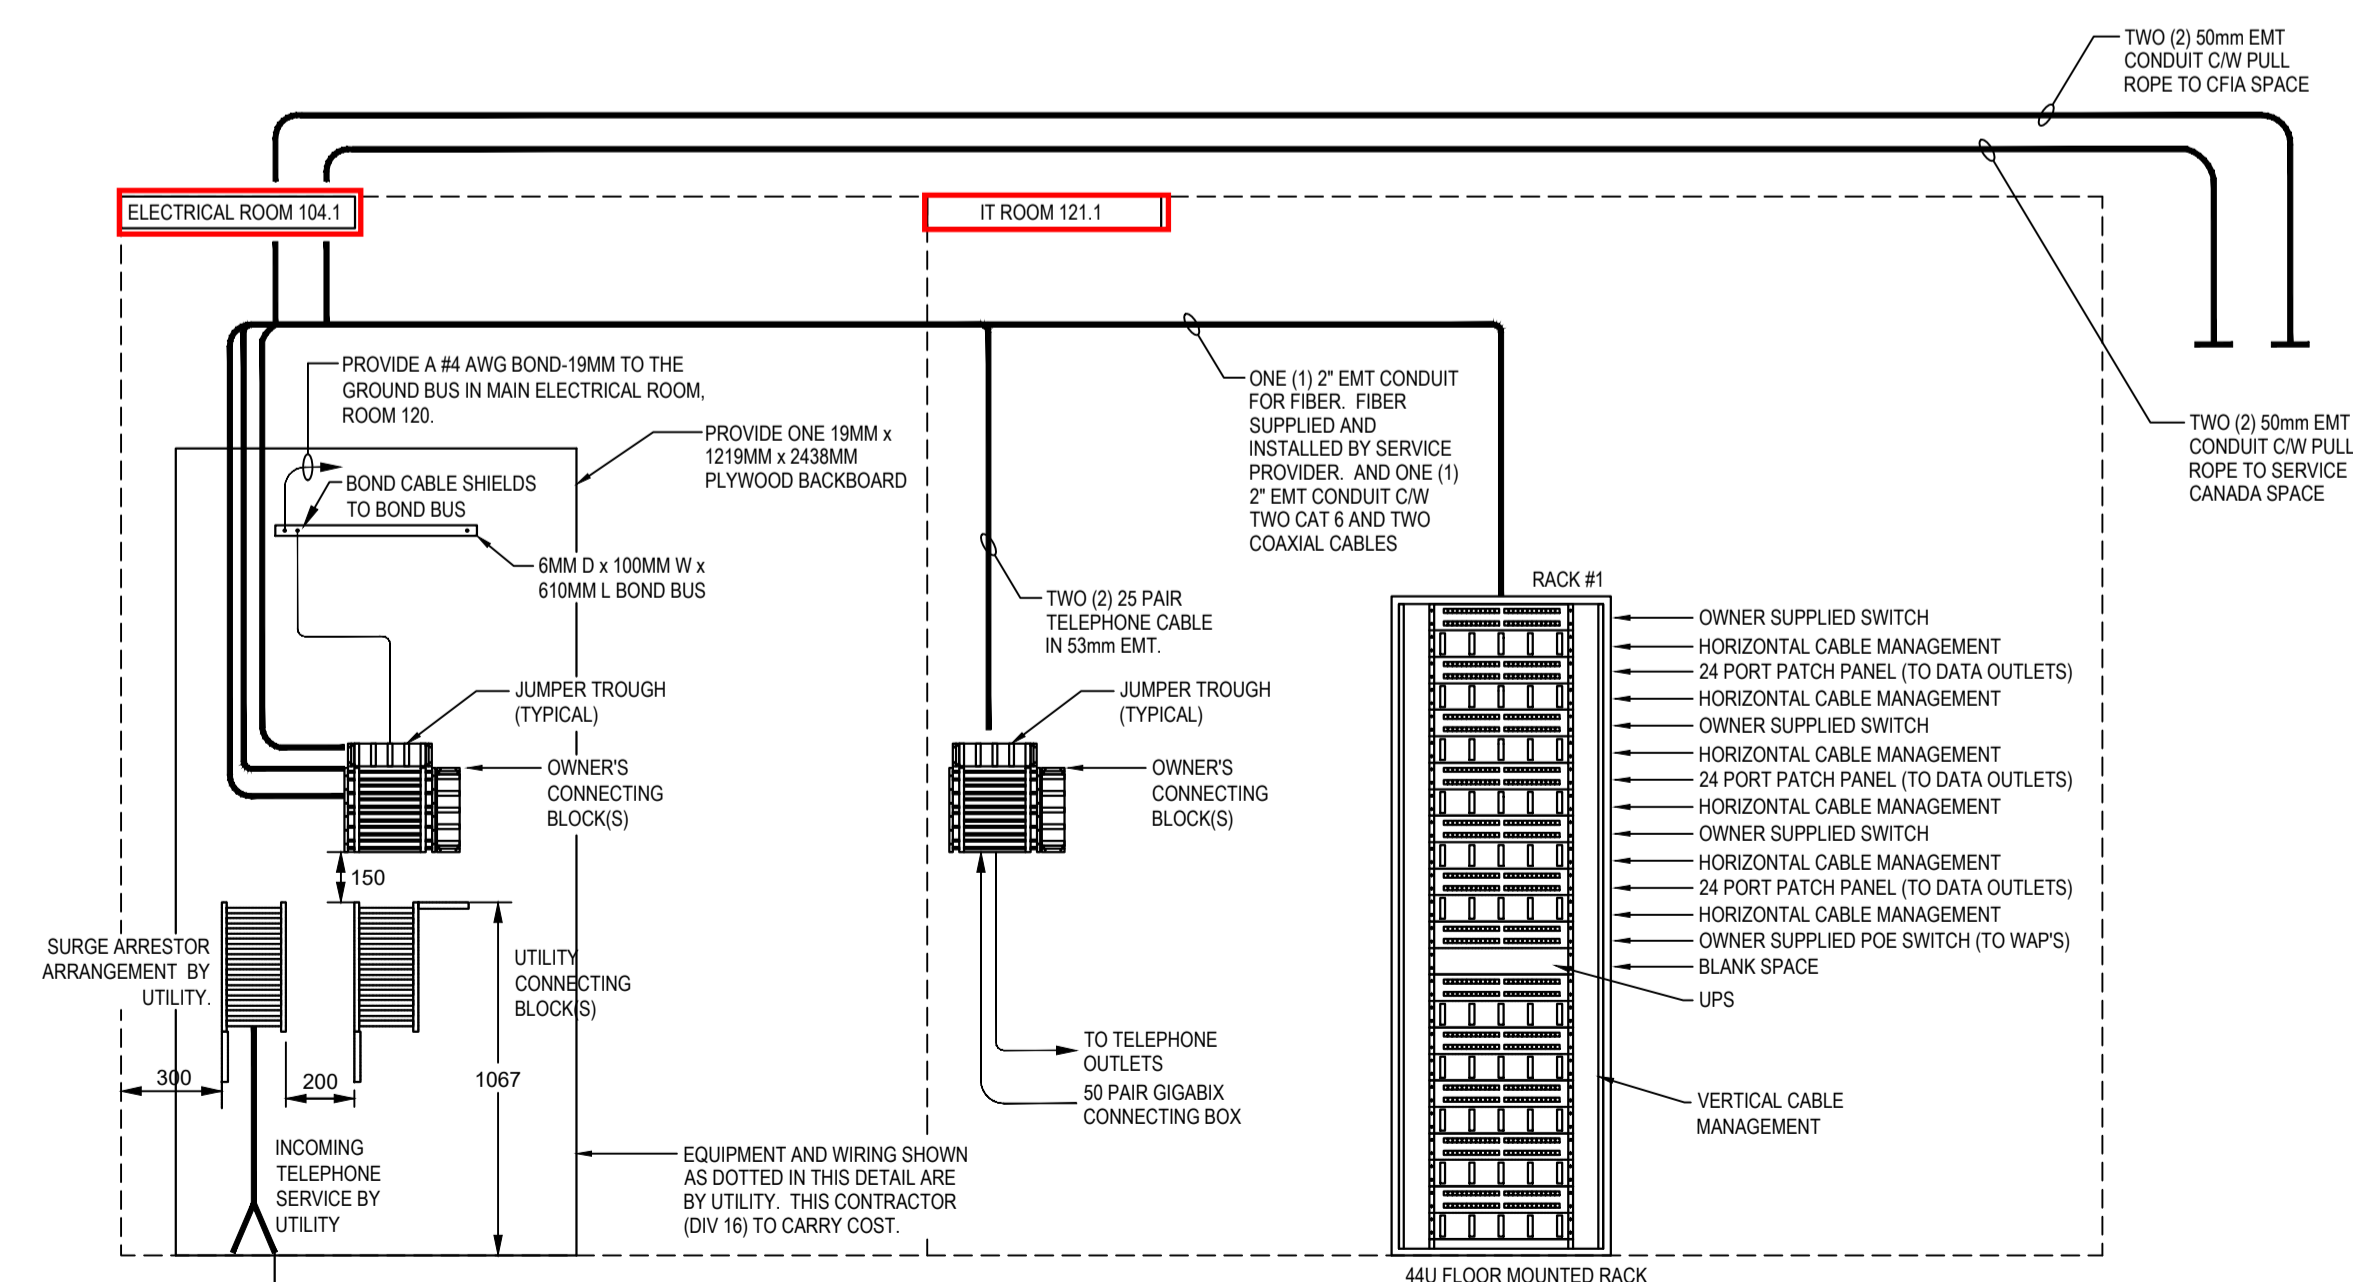 TWO (2) 50mm EMT
CONDUIT C/W PULL
ROPE TO CFIA SPACE
ELECTRICAL ROOM 104.1
IT ROOM 121.1
PROVIDE A #4 AWG BOND-19MM TO THE
GROUND BUS IN MAIN ELECTRICAL ROOM,
ROOM 120.
PROVIDE ONE 19MM x
1219MM x 2438MM
PLYWOOD BACKBOARD
BOND CABLE SHIELDS
TO BOND BUS
6MM D x 100MM W x
610MM L BOND BUS
ONE (1) 2" EMT CONDUIT
FOR FIBER. FIBER
SUPPLIED AND
INSTALLED BY SERVICE
PROVIDER. AND ONE (1)
2" EMT CONDUIT C/W
TWO CAT 6 AND TWO
COAXIAL CABLES
TWO (2) 50mm EMT
CONDUIT C/W PULL
ROPE TO SERVICE
CANADA SPACE
TWO (2) 25 PAIR
TELEPHONE CABLE
IN 53mm EMT.
RACK #1
JUMPER TROUGH
(TYPICAL)
OWNER'S
CONNECTING
BLOCK(S)
JUMPER TROUGH
(TYPICAL)
OWNER'S
CONNECTING
BLOCK(S)
OWNER SUPPLIED SWITCH
HORIZONTAL CABLE MANAGEMENT
24 PORT PATCH PANEL (TO DATA OUTLETS)
HORIZONTAL CABLE MANAGEMENT
OWNER SUPPLIED SWITCH
HORIZONTAL CABLE MANAGEMENT
24 PORT PATCH PANEL (TO DATA OUTLETS)
HORIZONTAL CABLE MANAGEMENT
OWNER SUPPLIED SWITCH
HORIZONTAL CABLE MANAGEMENT
24 PORT PATCH PANEL (TO DATA OUTLETS)
HORIZONTAL CABLE MANAGEMENT
OWNER SUPPLIED POE SWITCH (TO WAP'S)
BLANK SPACE
UPS
VERTICAL CABLE
MANAGEMENT
150
SURGE ARRESTOR
ARRANGEMENT BY
UTILITY.
UTILITY
CONNECTING
BLOCK(S)
300
200
1067
TO TELEPHONE
OUTLETS
50 PAIR GIGABIX
CONNECTING BOX
INCOMING
TELEPHONE
SERVICE BY
UTILITY
EQUIPMENT AND WIRING SHOWN
AS DOTTED IN THIS DETAIL ARE
BY UTILITY. THIS CONTRACTOR
(DIV 16) TO CARRY COST.
44U FLOOR MOUNTED RACK